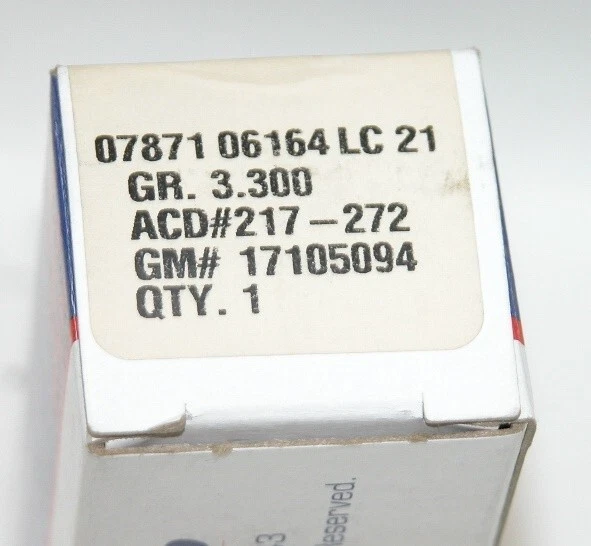 07871 06164 LC 21
GR. 3.300
ACD#217-272
GM# 17105094
QTY. 1
Reserved.